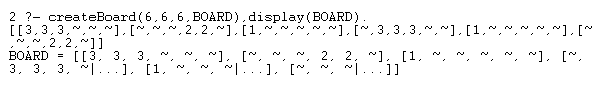 2 ?- createBoard(6,6,6,BOARD),display(BOARD).
[[3,3,3,~,~,~],[~,~,~,2,2,~],[1,~,~,~,~,~],[~,3,3,3,~,~],[1,~,~,~,~,~],[~
,~,~,2,2,~]]
BOARD = [[3, 3, 3, ~, ~, ~], [~, ~, ~, 2, 2, ~], [1, ~, ~, ~, ~, ~], [~,
3, 3, 3, ~|...], [1, ~, ~, ~|...], [~, ~, ~|...]]